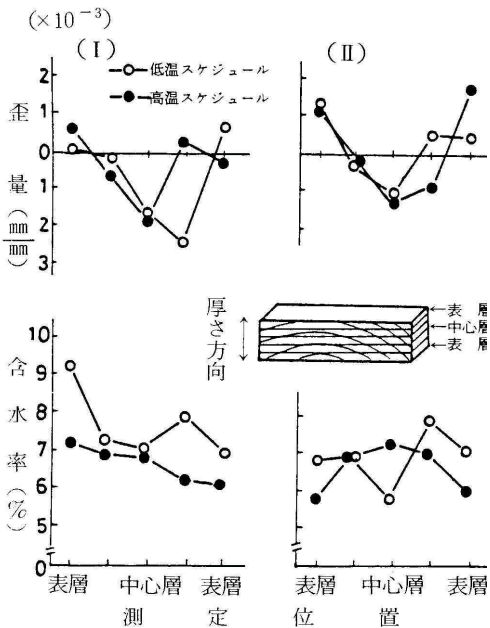 (×10⁻³)
(Ⅰ)
(Ⅱ)
低温スケジュール
高温スケジュール
2
1
0
1
2
3
歪量(mm/mm)
厚さ方向
表層
中心層
表層
10
9
8
7
6
5
0
含水率(%)
表層 中心層 表層 中心層 表層
測定位置